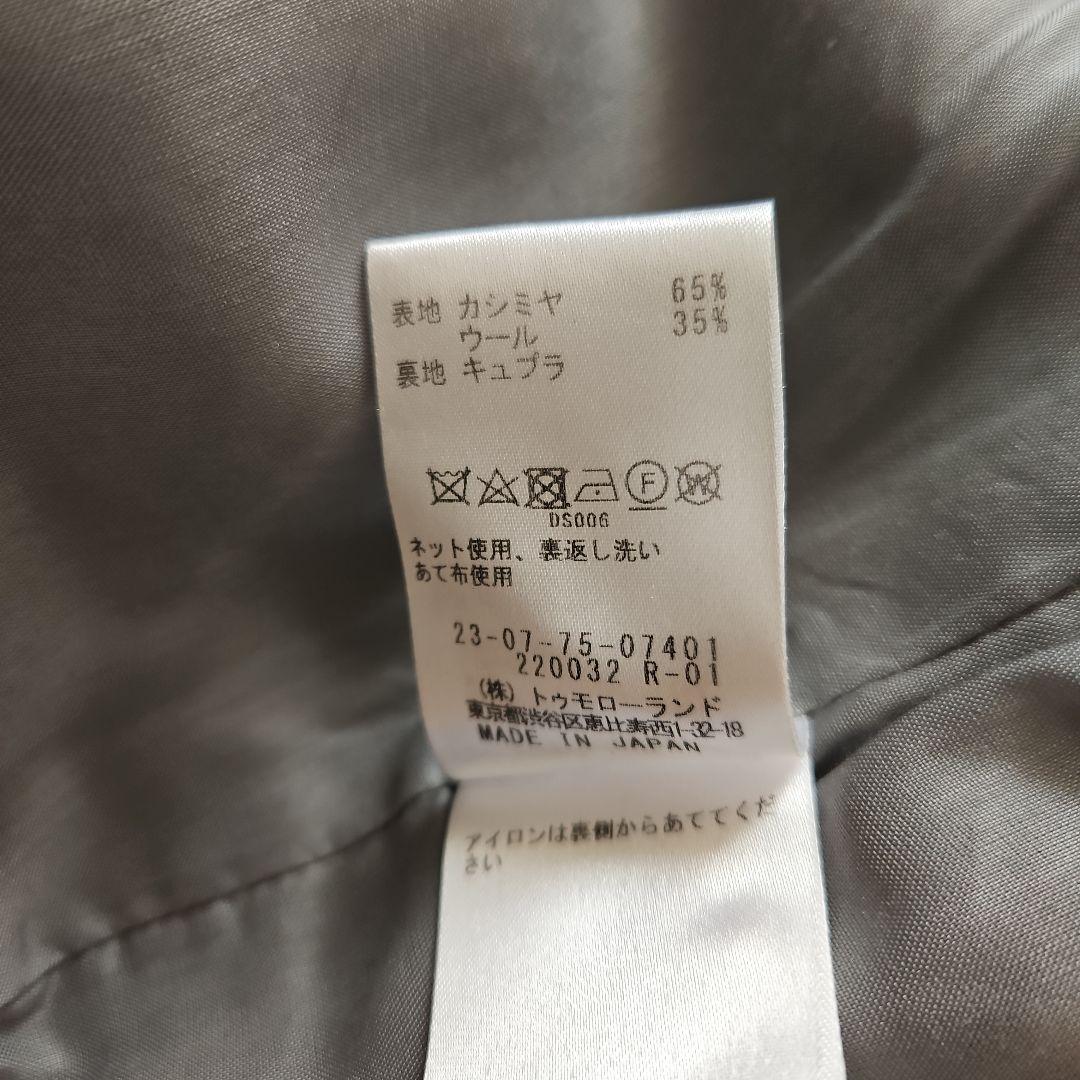 表地 カシミヤ 65%
ウール 35%
裏地 キュプラ
F W
DS006
ネット使用、裏返し洗い
あて布使用
23-07-75-07401
220032 R-01
(株) トゥモローランド
東京都渋谷区恵比寿西1-32-18
MADE IN JAPAN
アイロンは裏側からあててくだ
さい